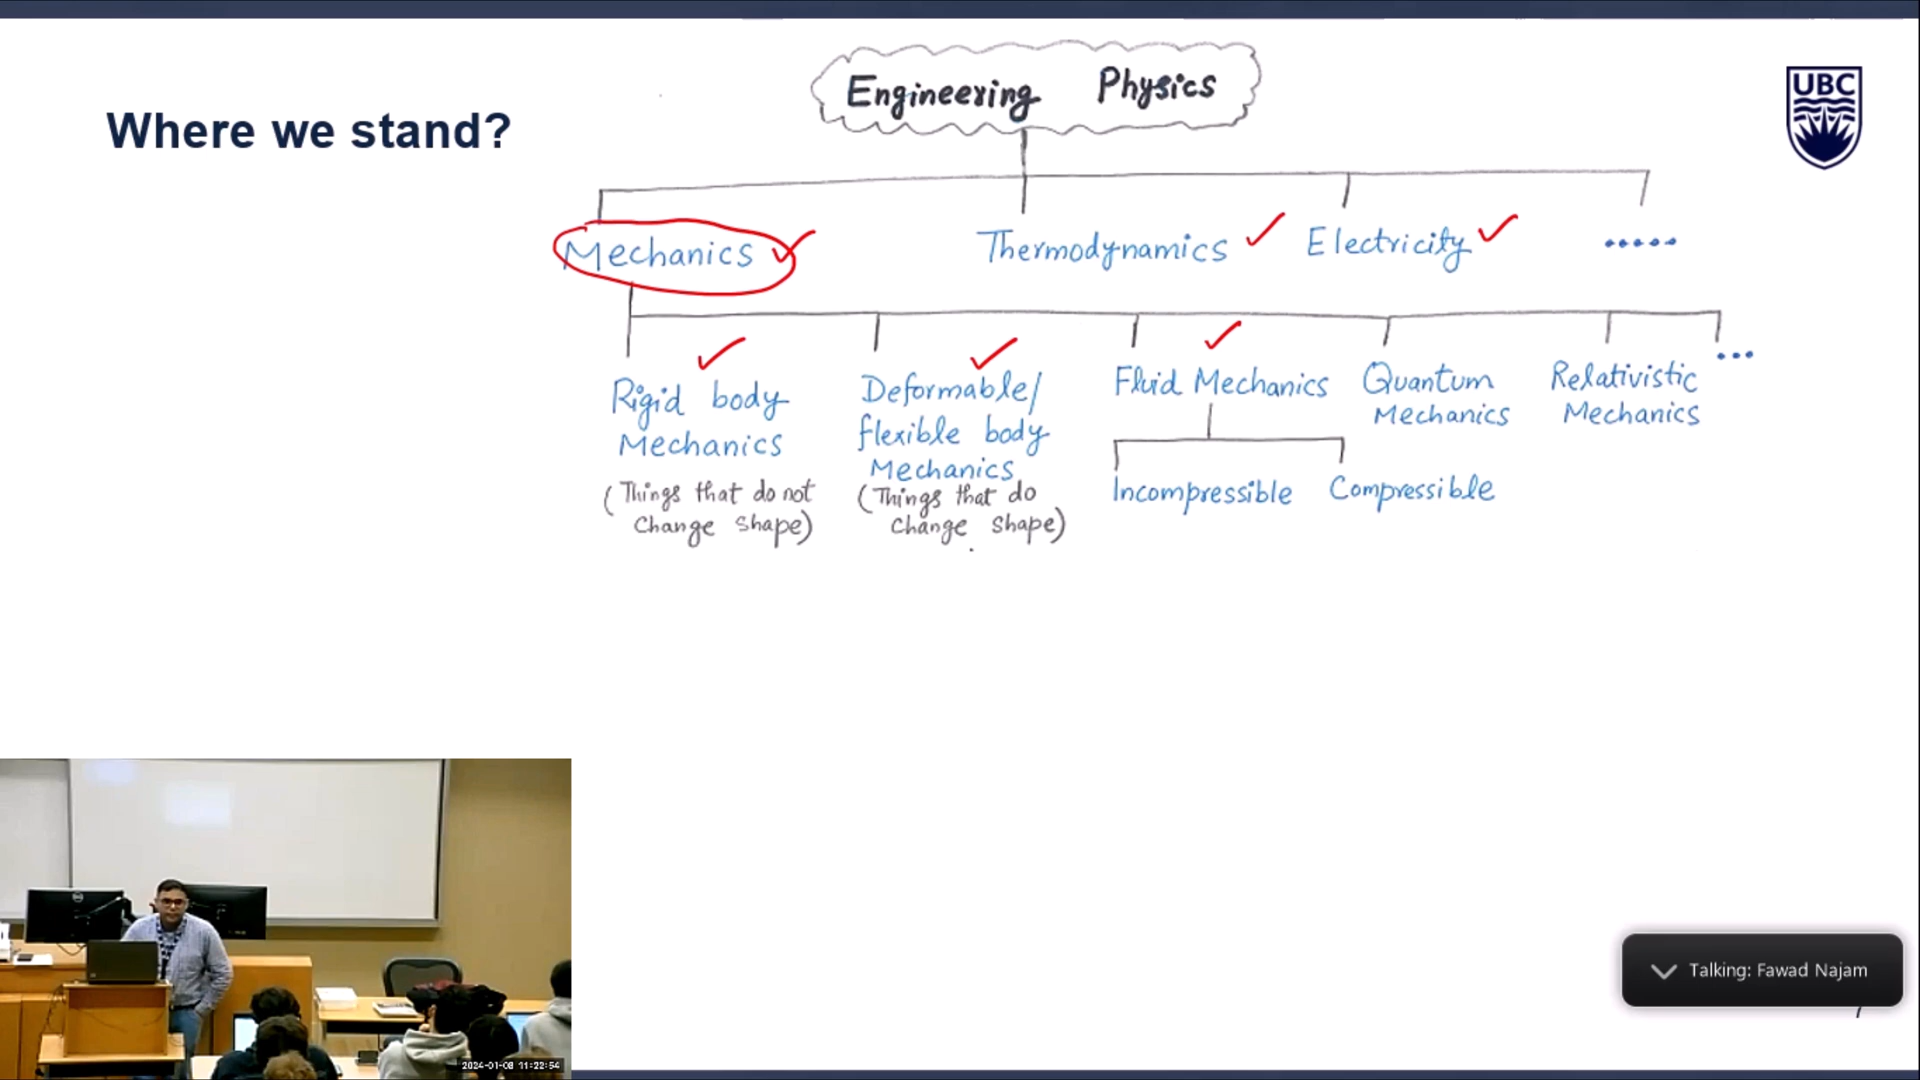 Engineering Physics
UBC
Where we stand?
Mechanics
Thermodynamics
Electricity
.....
Rigid body
Mechanics
(Things that do not
change shape)
Deformable/
flexible body
Mechanics
(Things that do
change shape)
Fluid Mechanics
Incompressible
Compressible
Quantum
Mechanics
Relativistic
Mechanics
...
Talking: Fawad Najam
7
2024-01-08 11:22:54